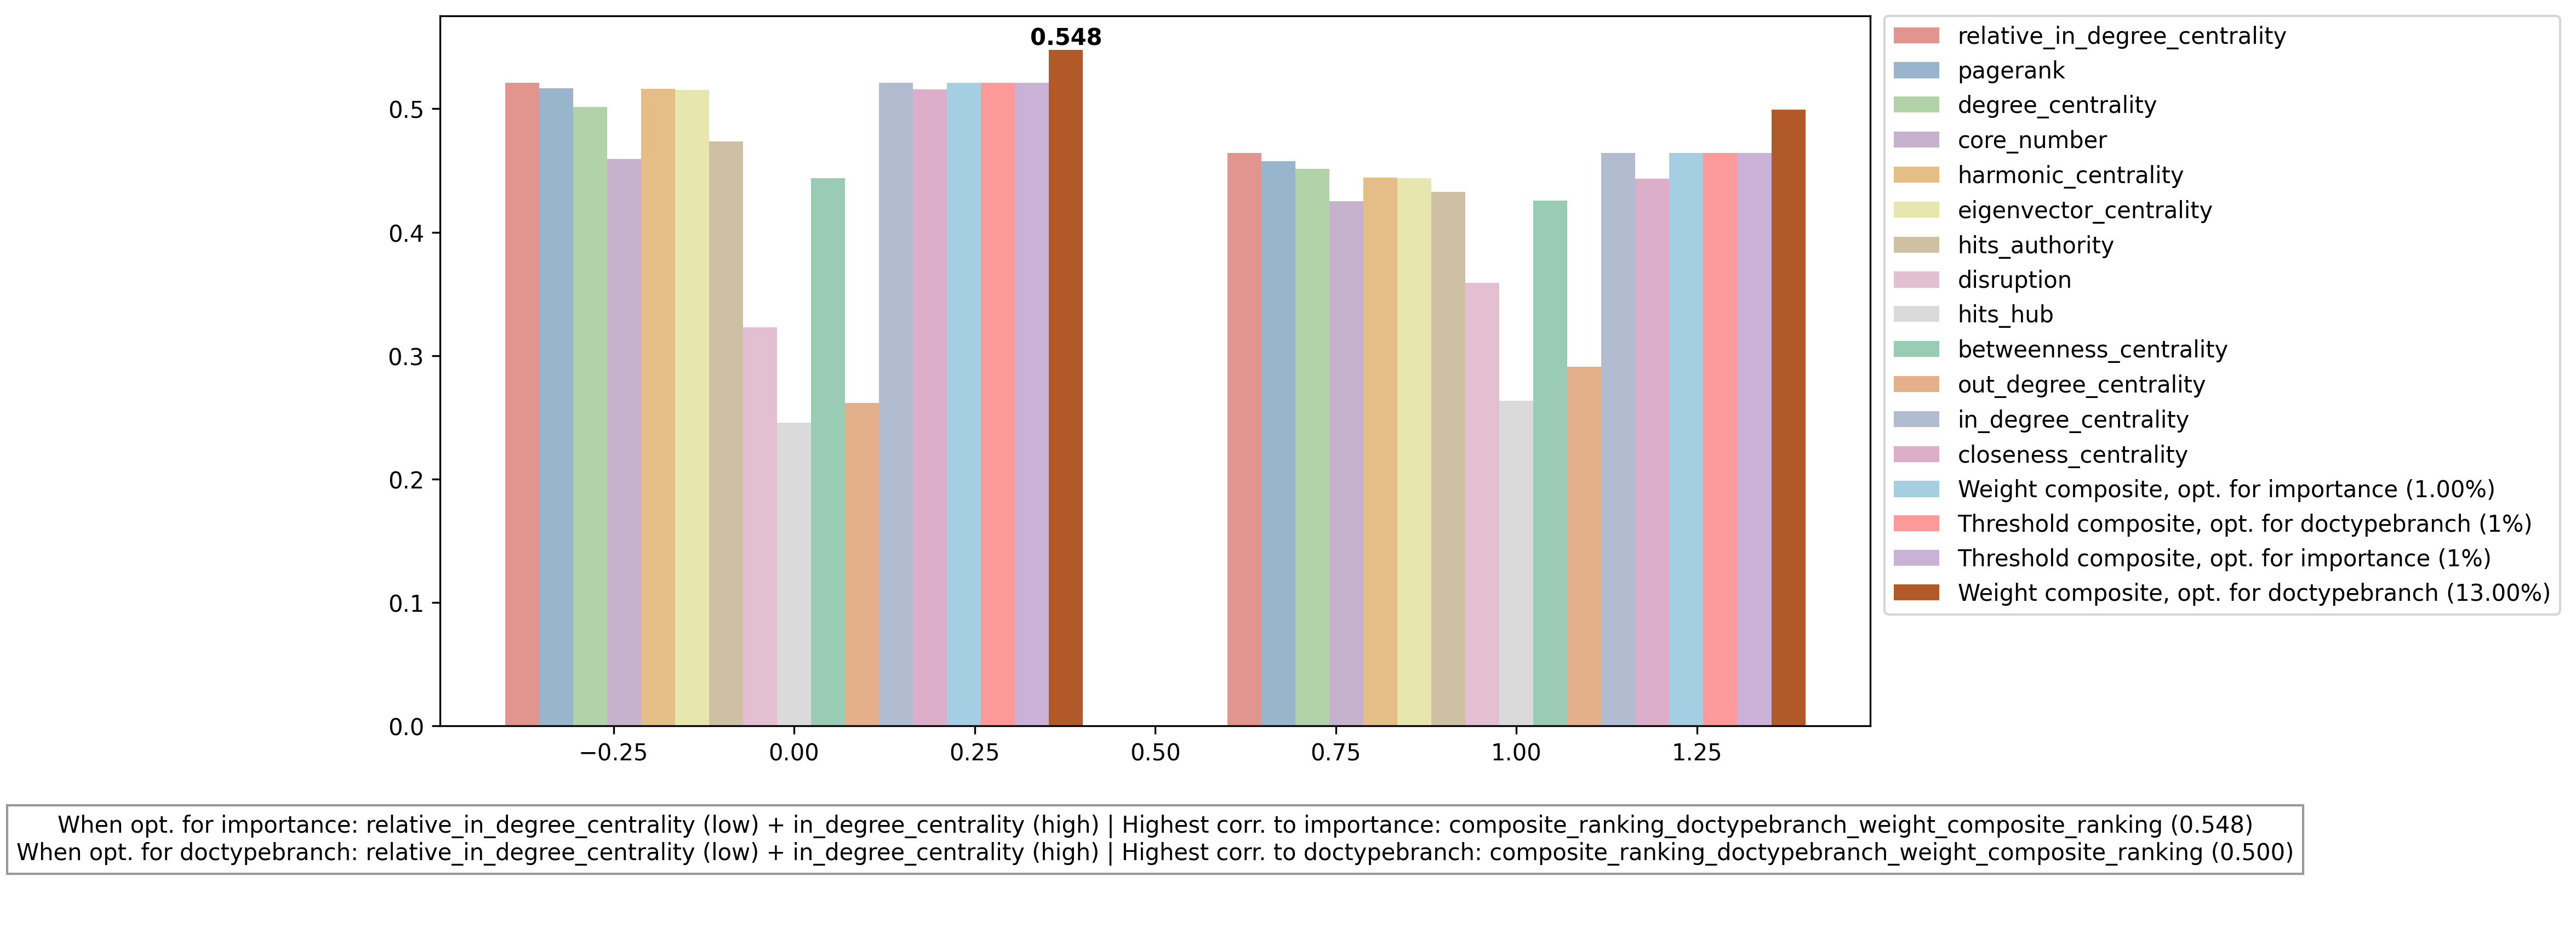 0.548
0.5
0.4
0.3
0.2
0.1
0.0
−0.25
0.00
0.25
0.50
0.75
1.00
1.25
relative_in_degree_centrality
pagerank
degree_centrality
core_number
harmonic_centrality
eigenvector_centrality
hits_authority
disruption
hits_hub
betweenness_centrality
out_degree_centrality
in_degree_centrality
closeness_centrality
Weight composite, opt. for importance (1.00%)
Threshold composite, opt. for doctypebranch (1%)
Threshold composite, opt. for importance (1%)
Weight composite, opt. for doctypebranch (13.00%)
When opt. for importance: relative_in_degree_centrality (low) + in_degree_centrality (high) | Highest corr. to importance: composite_ranking_doctypebranch_weight_composite_ranking (0.548)
When opt. for doctypebranch: relative_in_degree_centrality (low) + in_degree_centrality (high) | Highest corr. to doctypebranch: composite_ranking_doctypebranch_weight_composite_ranking (0.500)